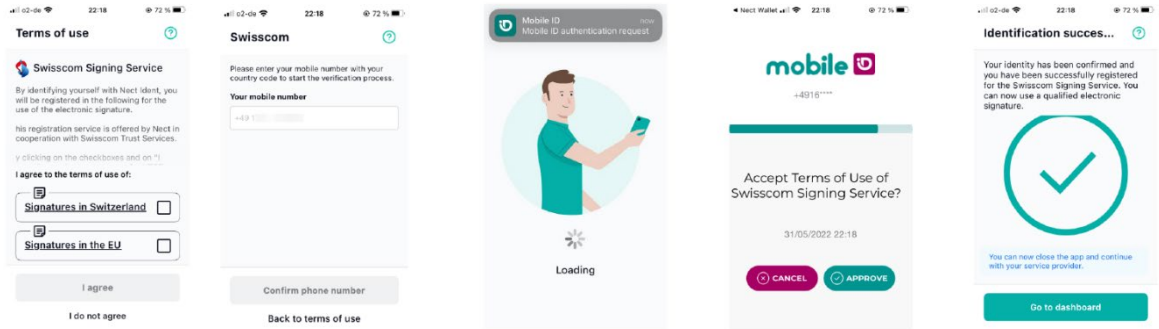 o2-de 22:18 72 %
Terms of use ?
Swisscom Signing Service
By identifying yourself with Nect Ident, you
will be registered in the following for the
use of the electronic signature.
his registration service is offered by Nect in
cooperation with Swisscom Trust Services.
y clicking on the checkboxes and on "I
I agree to the terms of use of:
Signatures in Switzerland
Signatures in the EU
I agree
I do not agree
o2-de 22:18 72 %
Swisscom ?
Please enter your mobile number with your
country code to start the verification process.
Your mobile number
+49 1
Confirm phone number
Back to terms of use
Mobile ID now
Mobile ID authentication request
Loading
Nect Wallet 22:18 72 %
mobile ID
+4916****
Accept Terms of Use of
Swisscom Signing Service?
31/05/2022 22:18
CANCEL APPROVE
o2-de 22:18 72 %
Identification succes... ?
Your identity has been confirmed and
you have been successfully registered
for the Swisscom Signing Service. You
can now use a qualified electronic
signature.
You can now close the app and continue
with your service provider.
Go to dashboard